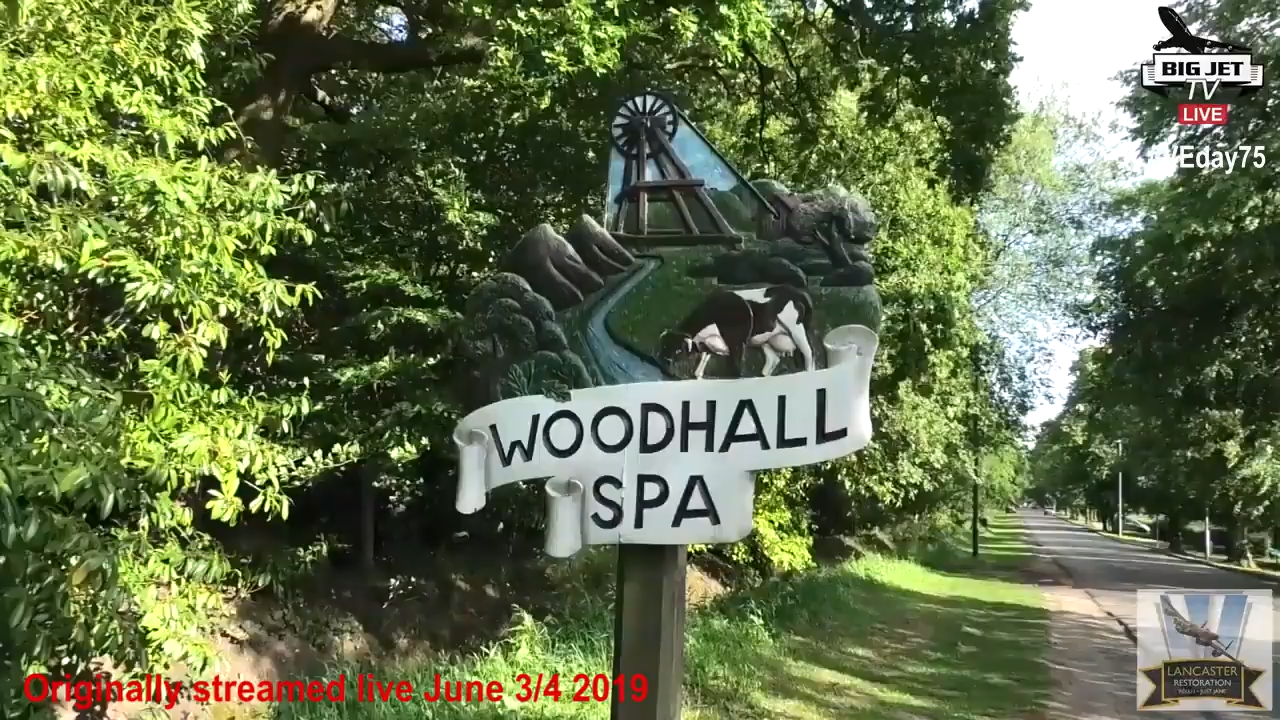 BIG JET
TV
LIVE
Eday75
WOODHALL
SPA
LANCASTER
RESTORATION
Originally streamed live June 3/4 2019